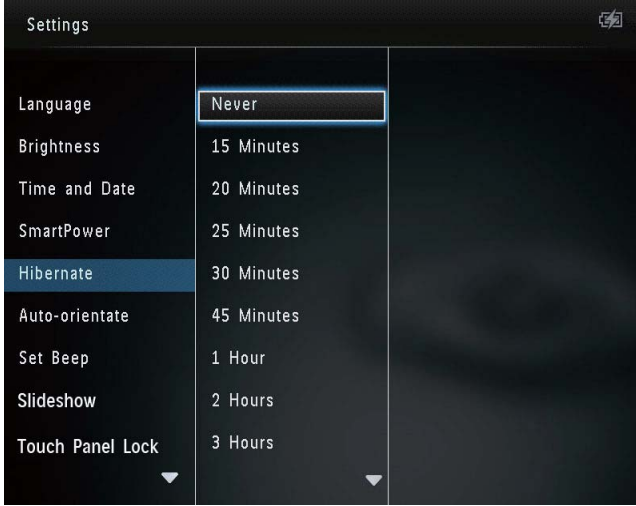 Settings
Language
Brightness
Time and Date
SmartPower
Hibernate
Auto-orientate
Set Beep
Slideshow
Touch Panel Lock
Never
15 Minutes
20 Minutes
25 Minutes
30 Minutes
45 Minutes
1 Hour
2 Hours
3 Hours